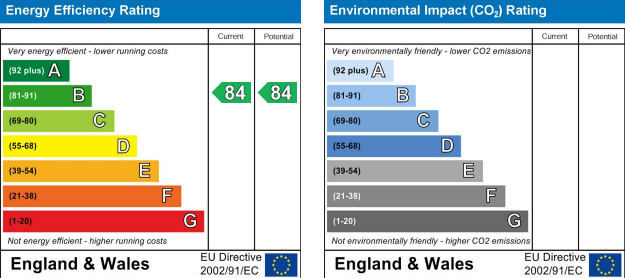 Energy Efficiency Rating
Current Potential
Very energy efficient - lower running costs
(92 plus) A
(81-91) B 84 84
(69-80) C
(55-68) D
(39-54) E
(21-38) F
(1-20) G
Not energy efficient - higher running costs
England & Wales
EU Directive
2002/91/EC
Environmental Impact (CO₂) Rating
Current Potential
Very environmentally friendly - lower CO2 emissions
(92 plus) A
(81-91) B
(69-80) C
(55-68) D
(39-54) E
(21-38) F
(1-20) G
Not environmentally friendly - higher CO2 emissions
England & Wales
EU Directive
2002/91/EC